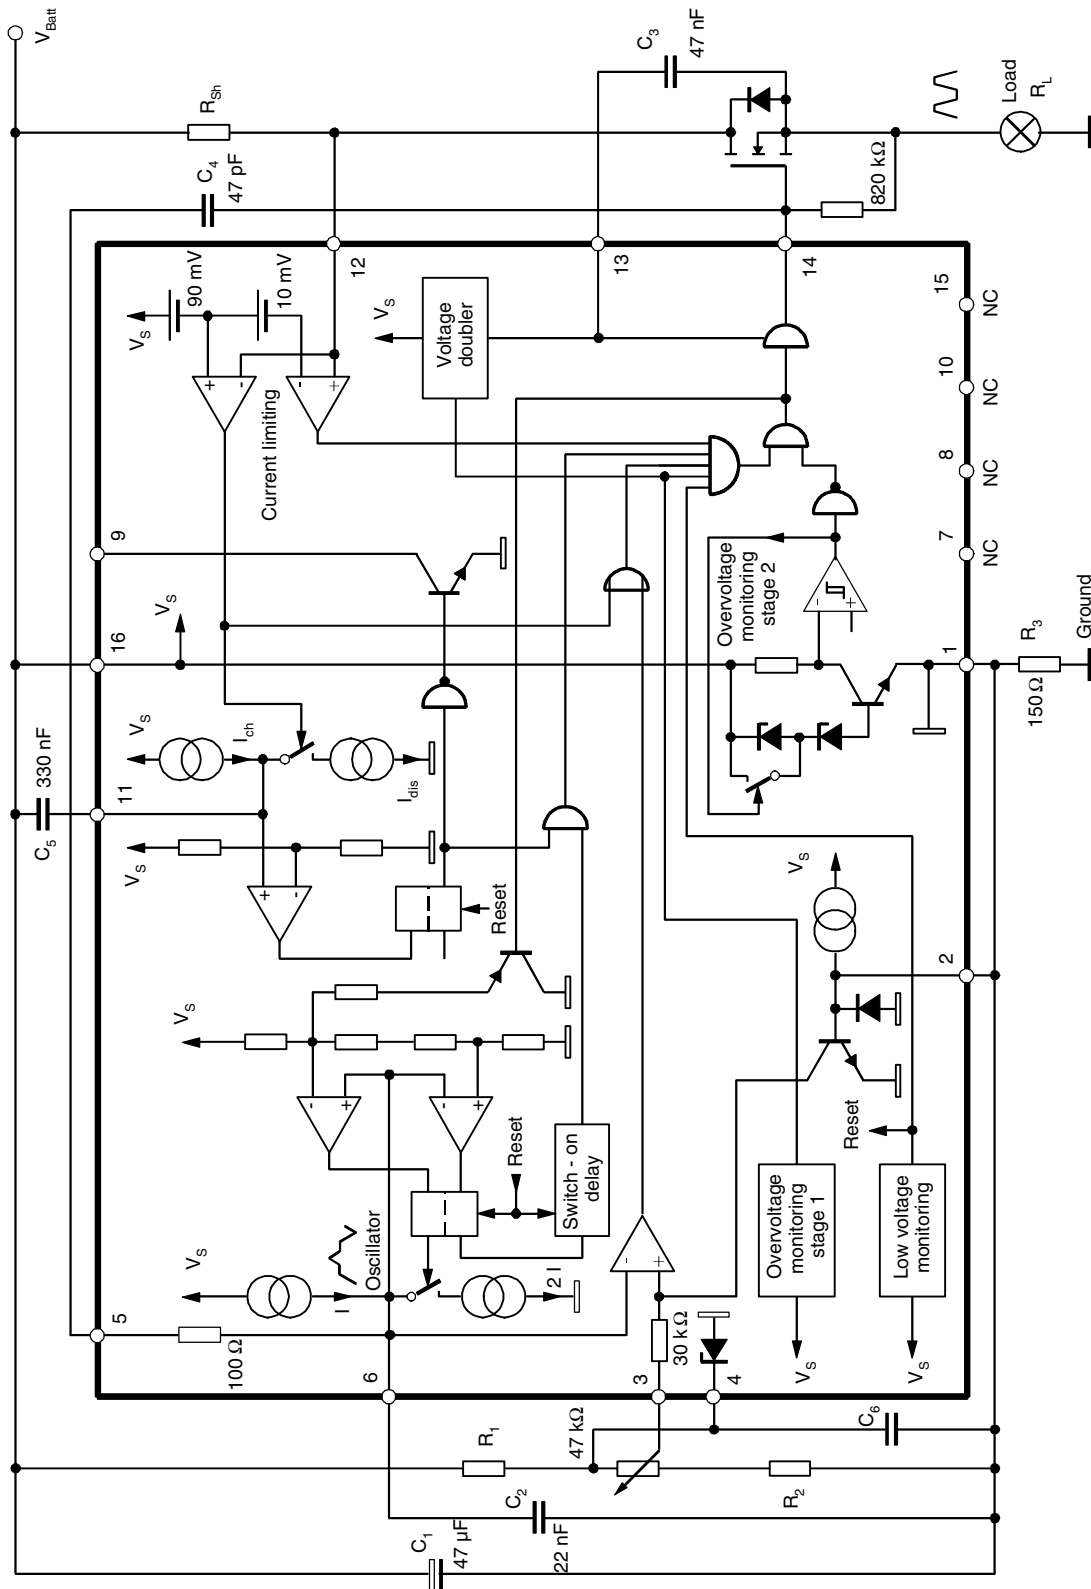 V_Batt
C_3
47 nF
R_Sh
Load
R_L
C_4
47 pF
820 kΩ
12
13
14
90 mV
10 mV
V_S
V_S
Voltage
doubler
15
NC
10
NC
8
NC
7
NC
+
-
-
+
Current limiting
9
V_S
16
Overvoltage
monitoring
stage 2
-
+
1
R_3
150 Ω
Ground
V_S
I_ch
I_dis
330 nF
C_5
11
V_S
+
-
Reset
V_S
2
V_S
-
+
-
+
Reset
Switch - on
delay
Reset
Oscillator
V_S
I
2 I
-
+
Overvoltage
monitoring
stage 1
Low voltage
monitoring
V_S
V_S
5
100 Ω
6
30 kΩ
3
4
47 kΩ
R_1
R_2
C_6
C_2
22 nF
C_1
47 µF